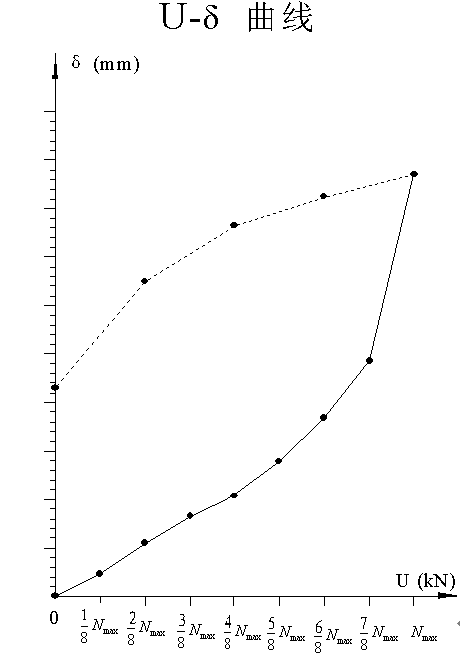 U-δ 曲线
δ (mm)
U (kN)
0 1/8 Nmax 2/8 Nmax 3/8 Nmax 4/8 Nmax 5/8 Nmax 6/8 Nmax 7/8 Nmax Nmax